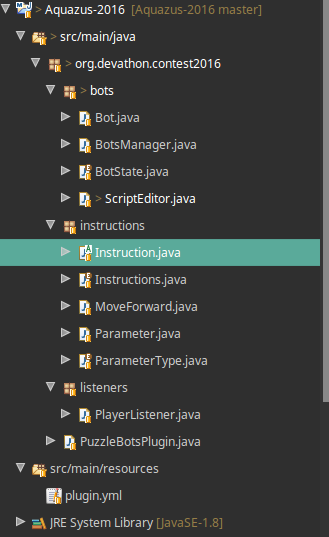 > Aquazus-2016 [Aquazus-2016 master]
> src/main/java
> org.devathon.contest2016
> bots
Bot.java
BotsManager.java
BotState.java
> ScriptEditor.java
instructions
Instruction.java
Instructions.java
MoveForward.java
Parameter.java
ParameterType.java
listeners
PlayerListener.java
PuzzleBotsPlugin.java
src/main/resources
plugin.yml
JRE System Library [JavaSE-1.8]